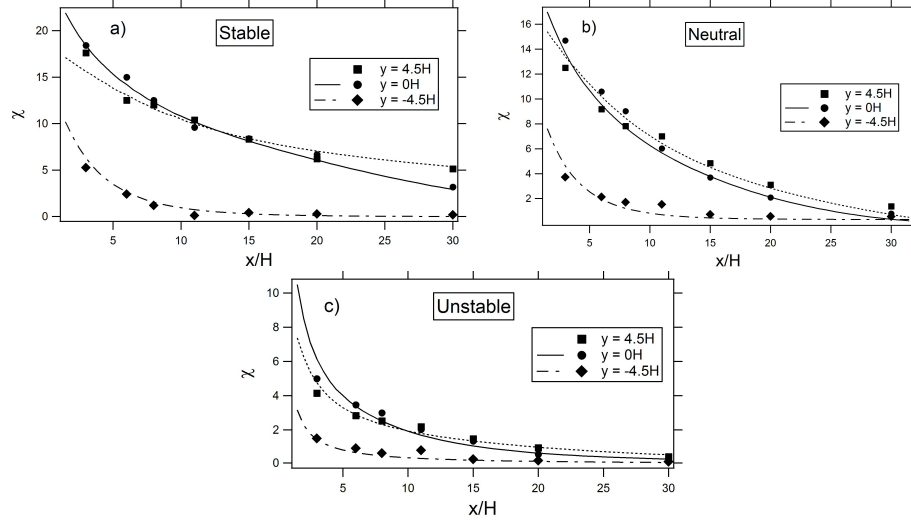 a)
Stable
y = 4.5H
y = 0H
y = -4.5H
20
15
10
5
0
χ
5 10 15 20 25 30
x/H
b)
Neutral
y = 4.5H
y = 0H
y = -4.5H
16
14
12
10
8
6
4
2
χ
5 10 15 20 25 30
x/H
c)
Unstable
y = 4.5H
y = 0H
y = -4.5H
10
8
6
4
2
0
χ
5 10 15 20 25 30
x/H